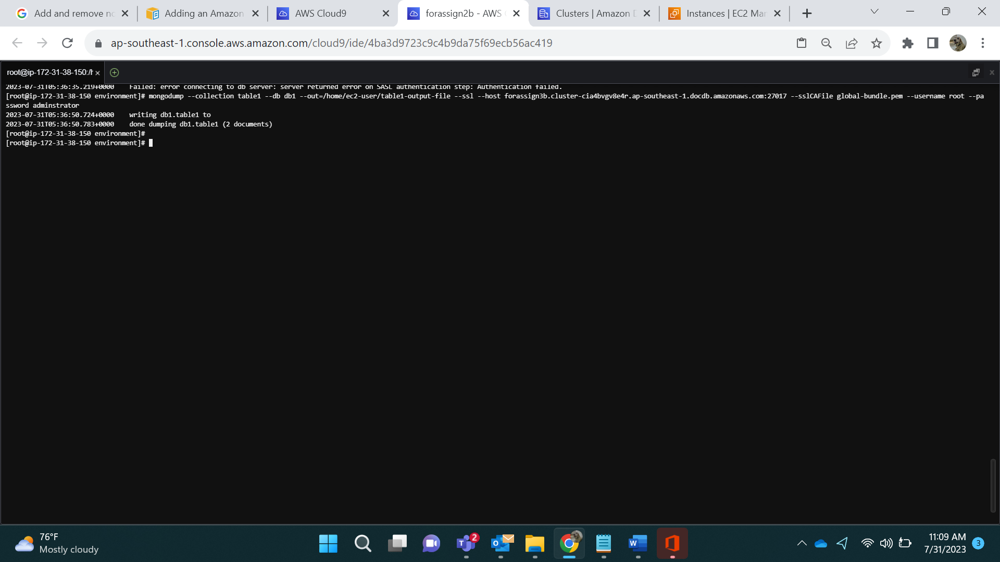 Add and remove no
Adding an Amazon
AWS Cloud9
forassign2b - AWS
Clusters | Amazon D
Instances | EC2 Mar
ap-southeast-1.console.aws.amazon.com/cloud9/ide/4ba3d9723c9c4b9da75f69ecb56ac419
root@ip-172-31-38-150:/h
2023-07-31T05:36:35.219+0000 Failed: error connecting to db server: server returned error on SASL authentication step: Authentication failed.
[root@ip-172-31-38-150 environment]# mongodump --collection table1 --db db1 --out=/home/ec2-user/table1-output-file --ssl --host forassign3b.cluster-cia4bvgv8e4r.ap-southeast-1.docdb.amazonaws.com:27017 --sslCAFile global-bundle.pem --username root --pa
ssword adminstrator
2023-07-31T05:36:50.724+0000 writing db1.table1 to
2023-07-31T05:36:50.783+0000 done dumping db1.table1 (2 documents)
[root@ip-172-31-38-150 environment]#
[root@ip-172-31-38-150 environment]#
76°F
Mostly cloudy
2
11:09 AM
7/31/2023
3